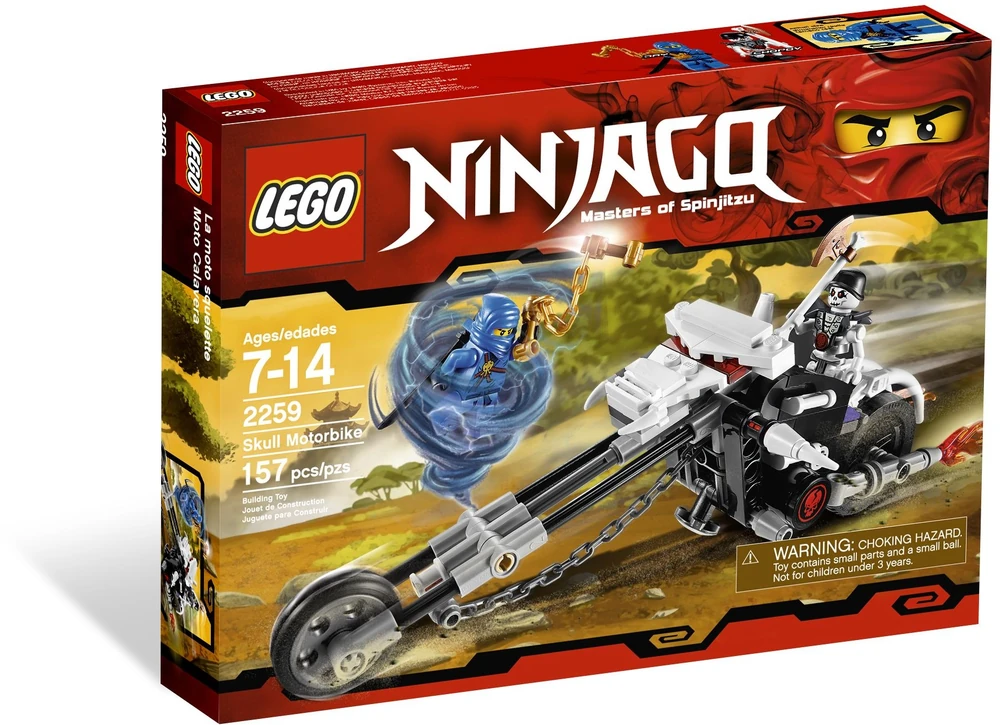 LEGO
2259
LEGO
2259
La moto squelette
Moto Calavera
LEGO
NINJAGO
Masters of Spinjitzu
Ages/edades
7-14
2259
Skull Motorbike
157 pcs/pzs
Building Toy
Jouet de Construction
Juguete para Construir
WARNING: CHOKING HAZARD.
Toy contains small parts and a small ball.
Not for children under 3 years.